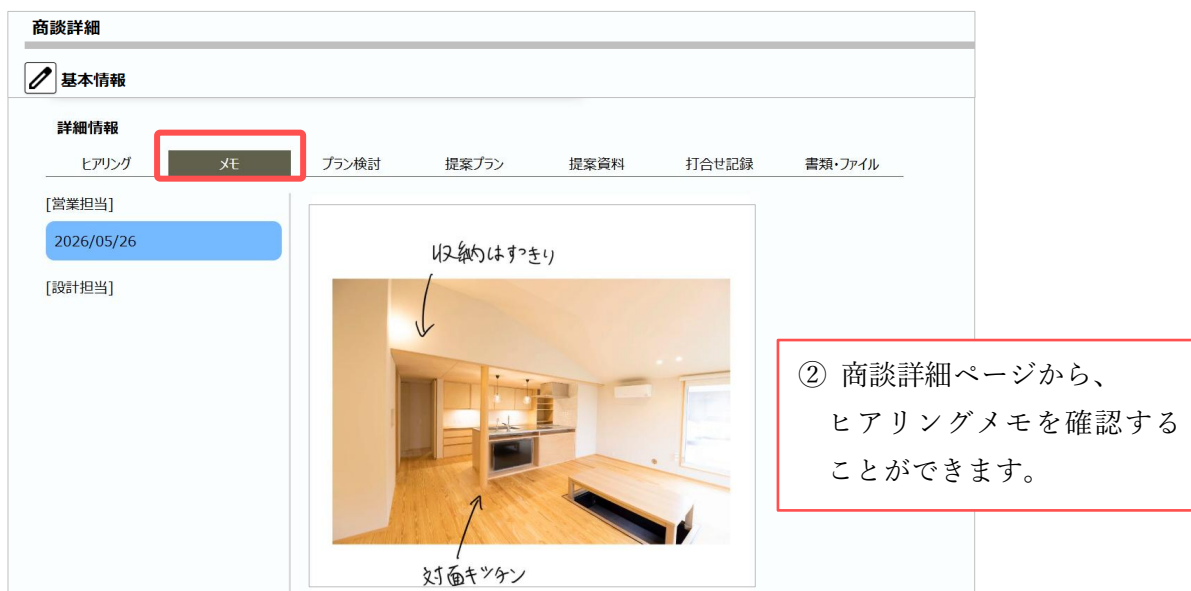 商談詳細
基本情報
詳細情報
ヒアリング メモ プラン検討 提案プラン 提案資料 打合せ記録 書類・ファイル
[営業担当]
2026/05/26
[設計担当]
収納はすっきり
対面キッチン
② 商談詳細ページから、
ヒアリングメモを確認する
ことができます。